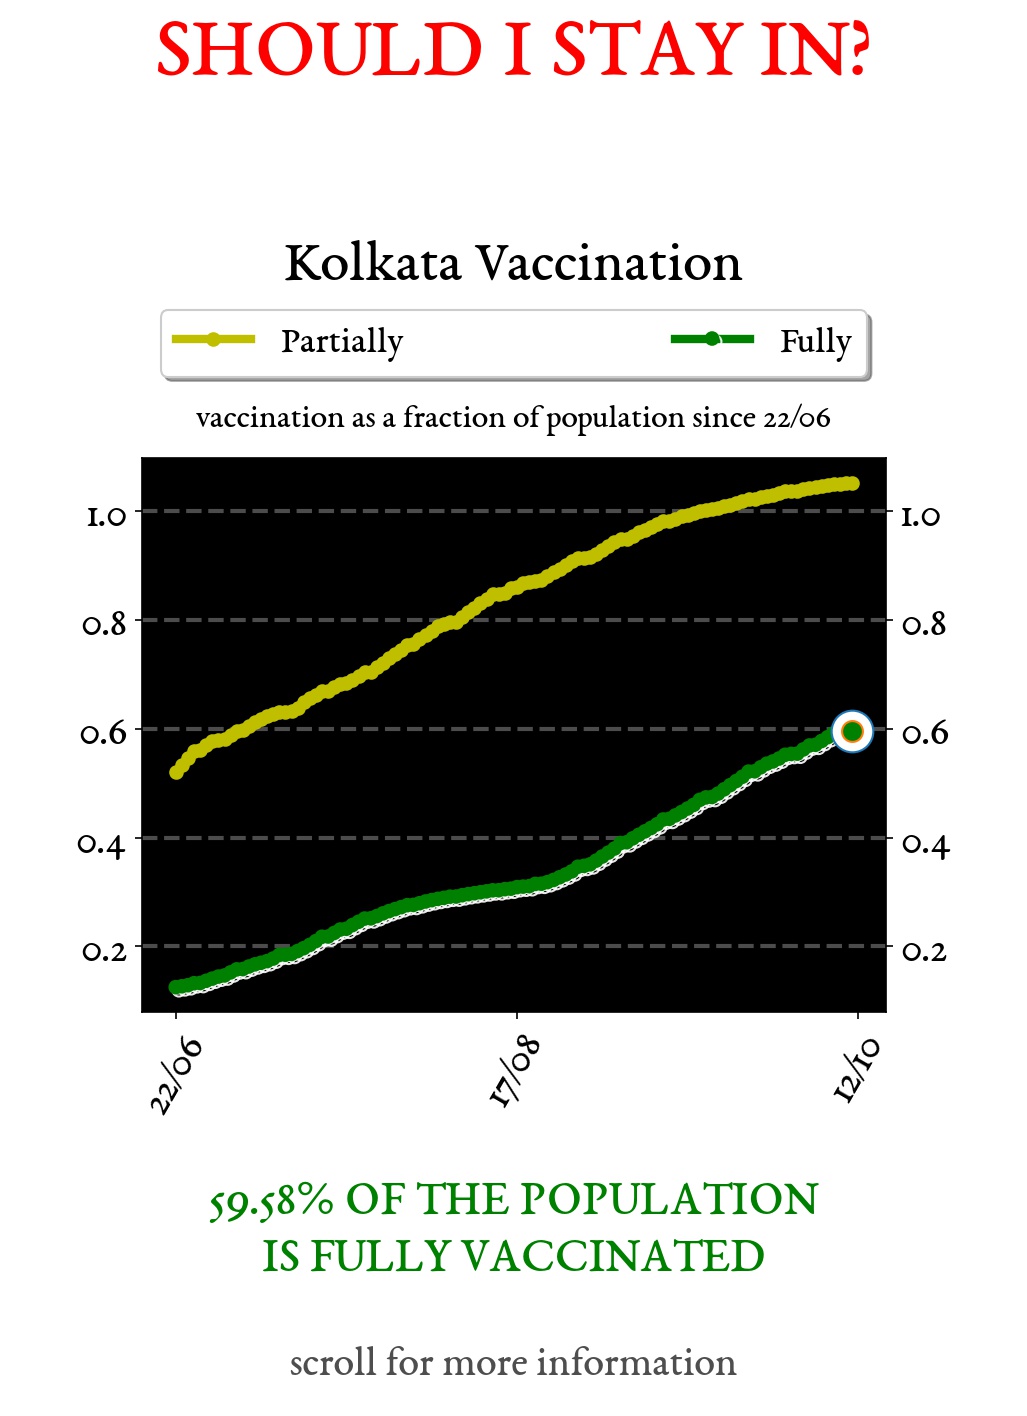 SHOULD I STAY IN?
Kolkata Vaccination
Partially Fully
vaccination as a fraction of population since 22/06
1.0 1.0
0.8 0.8
0.6 0.6
0.4 0.4
0.2 0.2
22/06 17/08 12/10
59.58% OF THE POPULATION
IS FULLY VACCINATED
scroll for more information